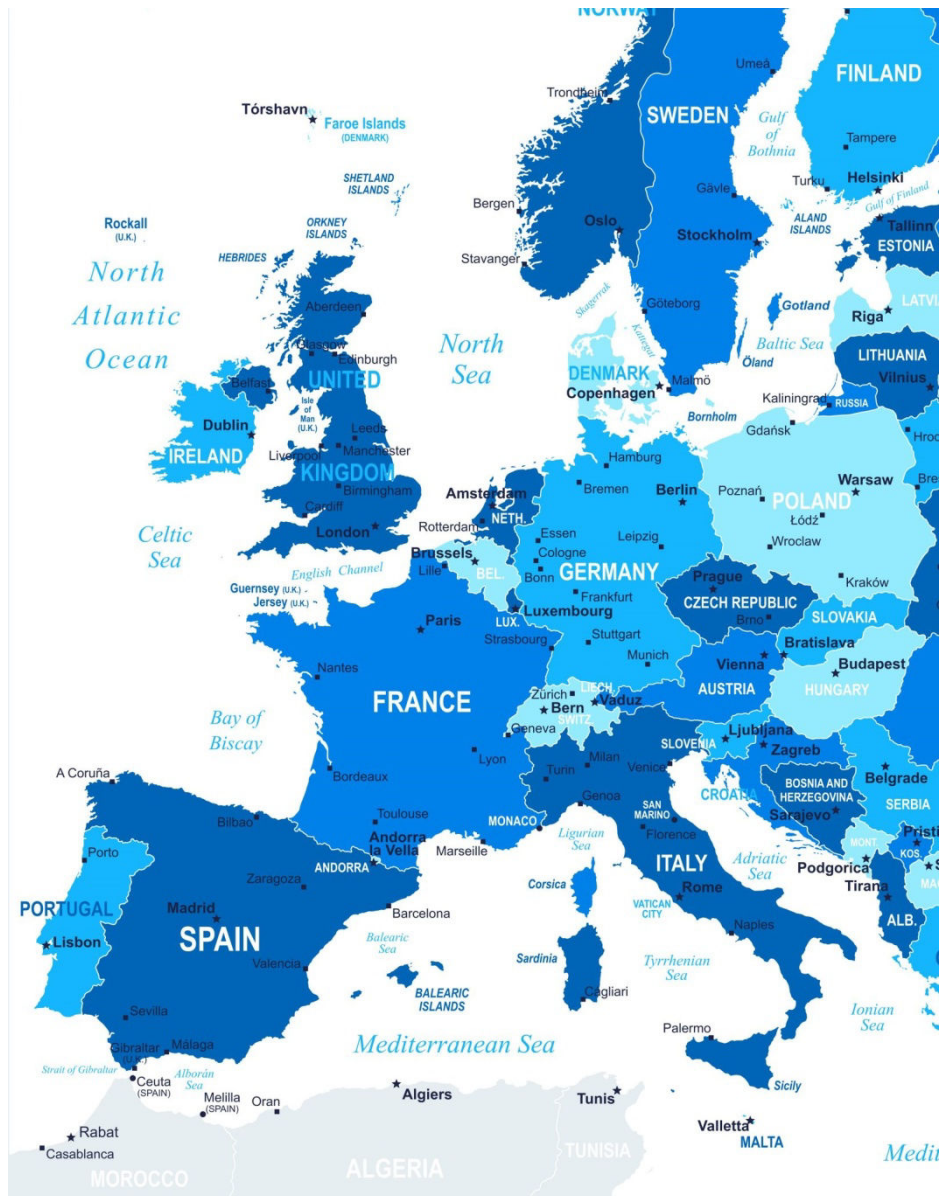 NORWAY
Umeå
FINLAND
Trondheim
Tórshavn
SWEDEN
Faroe Islands
(DENMARK)
Gulf
of
Bothnia
Tampere
SHETLAND
ISLANDS
Gävle
Turku
Helsinki
Bergen
Gulf of Finland
Rockall
(U.K.)
ORKNEY
ISLANDS
Oslo
Stockholm
ALAND
ISLANDS
Tallinn
ESTONIA
HEBRIDES
Stavanger
North
Atlantic
Ocean
Aberdeen
Skagerrak
Göteborg
Gotland
LATVI
Riga
Kattegat
North
Sea
Baltic Sea
Glasgow
Edinburgh
UNITED
KINGDOM
DENMARK
Copenhagen
Malmö
Öland
LITHUANIA
Vilnius
Belfast
Isle
of
Man
(U.K.)
Kaliningrad
RUSSIA
Bornholm
Gdańsk
Dublin
IRELAND
Leeds
Liverpool
Manchester
Hrod
Hamburg
Birmingham
Amsterdam
NETH.
Bremen
Berlin
Poznań
Warsaw
POLAND
Bre
Cardiff
London
Rotterdam
Łódź
Celtic
Sea
Essen
Leipzig
Wroclaw
Brussels
BEL.
Lille
Cologne
Bonn
GERMANY
English Channel
Kraków
Guernsey (U.K.)
Jersey (U.K.)
Frankfurt
Prague
CZECH REPUBLIC
Brno
Luxembourg
LUX.
Paris
SLOVAKIA
Strasbourg
Stuttgart
Bratislava
Munich
Vienna
Budapest
Nantes
AUSTRIA
HUNGARY
FRANCE
Zürich
LIECH.
Vaduz
Bern
SWITZ.
Bay of
Biscay
Geneva
Ljubljana
SLOVENIA
Zagreb
Lyon
Milan
Venice
Turin
A Coruña
Bordeaux
Belgrade
BOSNIA AND
HERZEGOVINA
CROATIA
SERBIA
Genoa
SAN
MARINO
Sarajevo
Bilbao
Toulouse
MONACO
Florence
Ligurian
Sea
Andorra
la Vella
Marseille
MONT.
Pristi
KOS.
Porto
ANDORRA
ITALY
Adriatic
Sea
Podgorica
Zaragoza
Corsica
Rome
Tirana
MAC
PORTUGAL
Madrid
Barcelona
VATICAN
CITY
ALB.
Lisbon
SPAIN
Balearic
Sea
Naples
Valencia
Sardinia
Tyrrhenian
Sea
BALEARIC
ISLANDS
Cagliari
Sevilla
Ionian
Sea
Gibraltar
(U.K.)
Málaga
Mediterranean Sea
Palermo
Strait of Gibraltar
Alborán
Sea
Ceuta
(SPAIN)
Melilla
(SPAIN)
Oran
Algiers
Tunis
Sicily
Valletta
MALTA
Rabat
Casablanca
MOROCCO
ALGERIA
TUNISIA
Medit